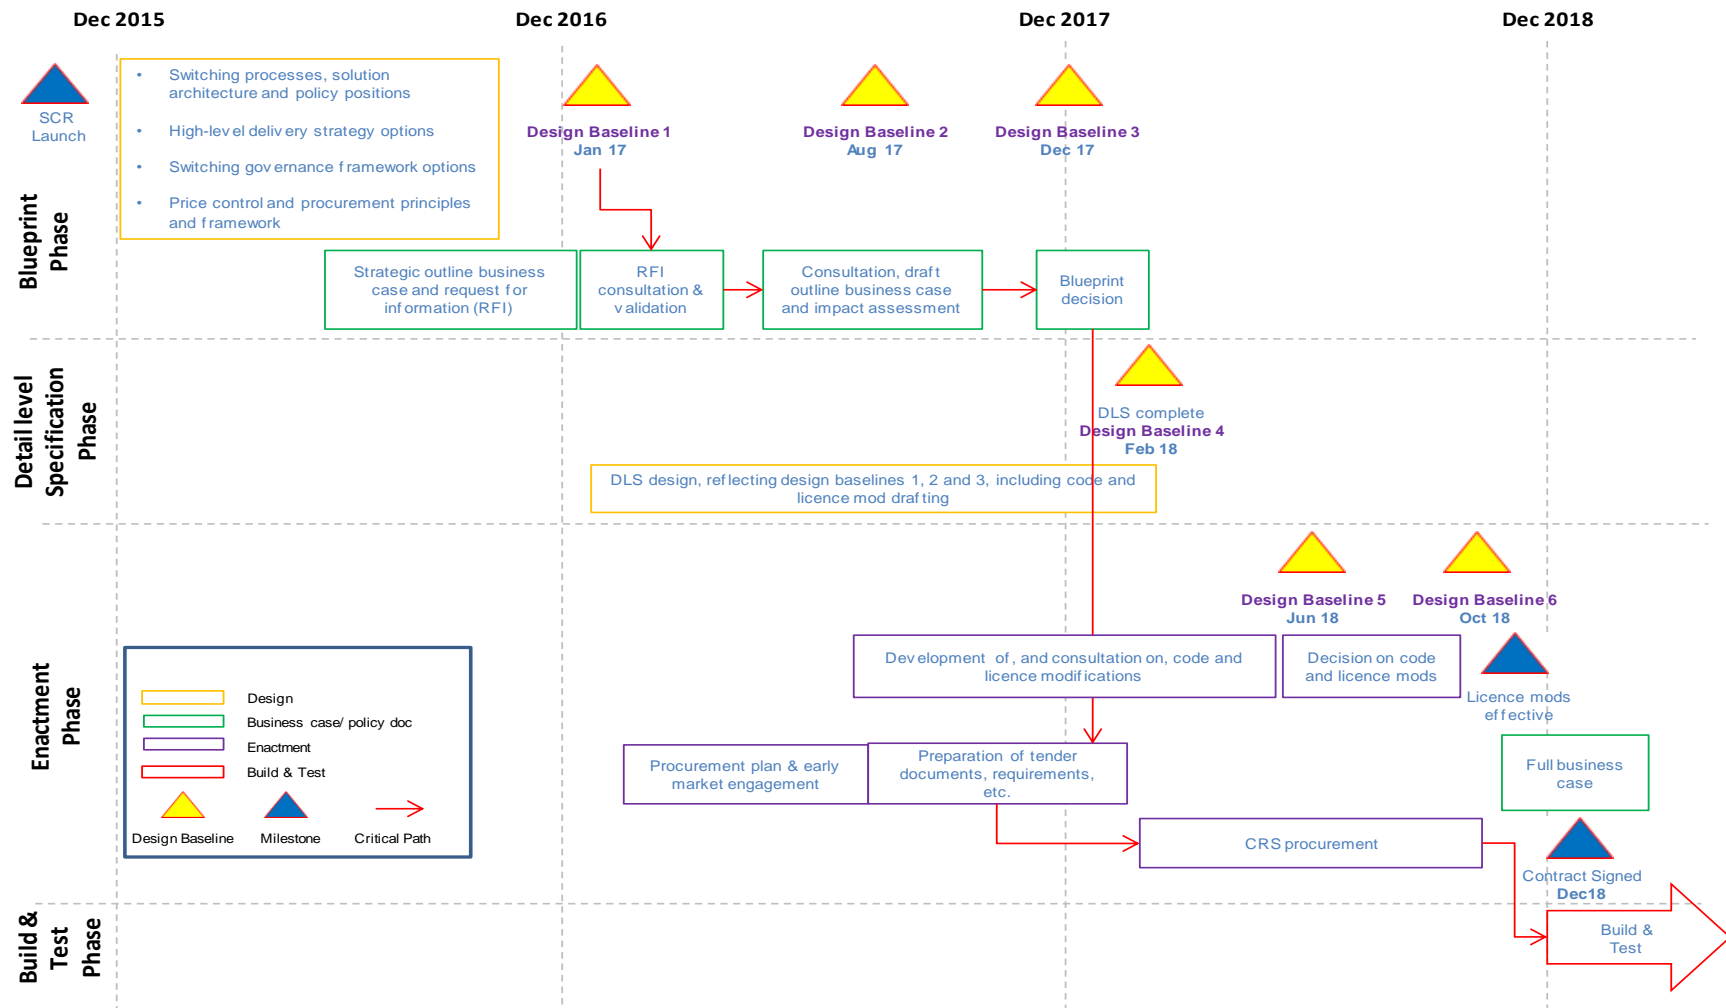 Dec 2015
Dec 2016
Dec 2017
Dec 2018
SCR
Launch
• Switching processes, solution
architecture and policy positions
• High-level delivery strategy options
• Switching governance framework options
• Price control and procurement principles
and framework
Design Baseline 1
Jan 17
Design Baseline 2
Aug 17
Design Baseline 3
Dec 17
Blueprint
Phase
Strategic outline business
case and request for
information (RFI)
RFI
consultation &
validation
Consultation, draft
outline business case
and impact assessment
Blueprint
decision
Detail level
Specification
Phase
DLS complete
Design Baseline 4
Feb 18
DLS design, reflecting design baselines 1, 2 and 3, including code and
licence mod drafting
Enactment
Phase
Design Baseline 5
Jun 18
Design Baseline 6
Oct 18
Development of, and consultation on, code and
licence modifications
Decision on code
and licence mods
Licence mods
effective
Design
Business case/ policy doc
Enactment
Build & Test
Design Baseline
Milestone
Critical Path
Procurement plan & early
market engagement
Preparation of tender
documents, requirements,
etc.
Full business
case
CRS procurement
Contract Signed
Dec18
Build &
Test
Phase
Build &
Test